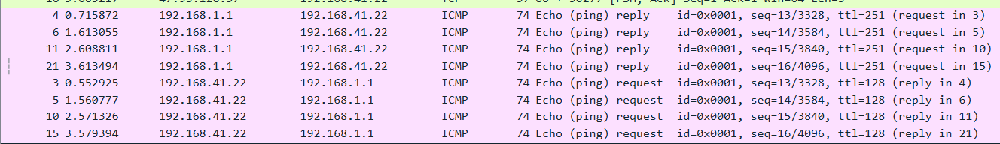 4 0.715872 192.168.1.1 192.168.41.22 ICMP 74 Echo (ping) reply id=0x0001, seq=13/3328, ttl=251 (request in 3)
6 1.613055 192.168.1.1 192.168.41.22 ICMP 74 Echo (ping) reply id=0x0001, seq=14/3584, ttl=251 (request in 5)
11 2.608811 192.168.1.1 192.168.41.22 ICMP 74 Echo (ping) reply id=0x0001, seq=15/3840, ttl=251 (request in 10)
21 3.613494 192.168.1.1 192.168.41.22 ICMP 74 Echo (ping) reply id=0x0001, seq=16/4096, ttl=251 (request in 15)
3 0.552925 192.168.41.22 192.168.1.1 ICMP 74 Echo (ping) request id=0x0001, seq=13/3328, ttl=128 (reply in 4)
5 1.560777 192.168.41.22 192.168.1.1 ICMP 74 Echo (ping) request id=0x0001, seq=14/3584, ttl=128 (reply in 6)
10 2.571326 192.168.41.22 192.168.1.1 ICMP 74 Echo (ping) request id=0x0001, seq=15/3840, ttl=128 (reply in 11)
15 3.579394 192.168.41.22 192.168.1.1 ICMP 74 Echo (ping) request id=0x0001, seq=16/4096, ttl=128 (reply in 21)